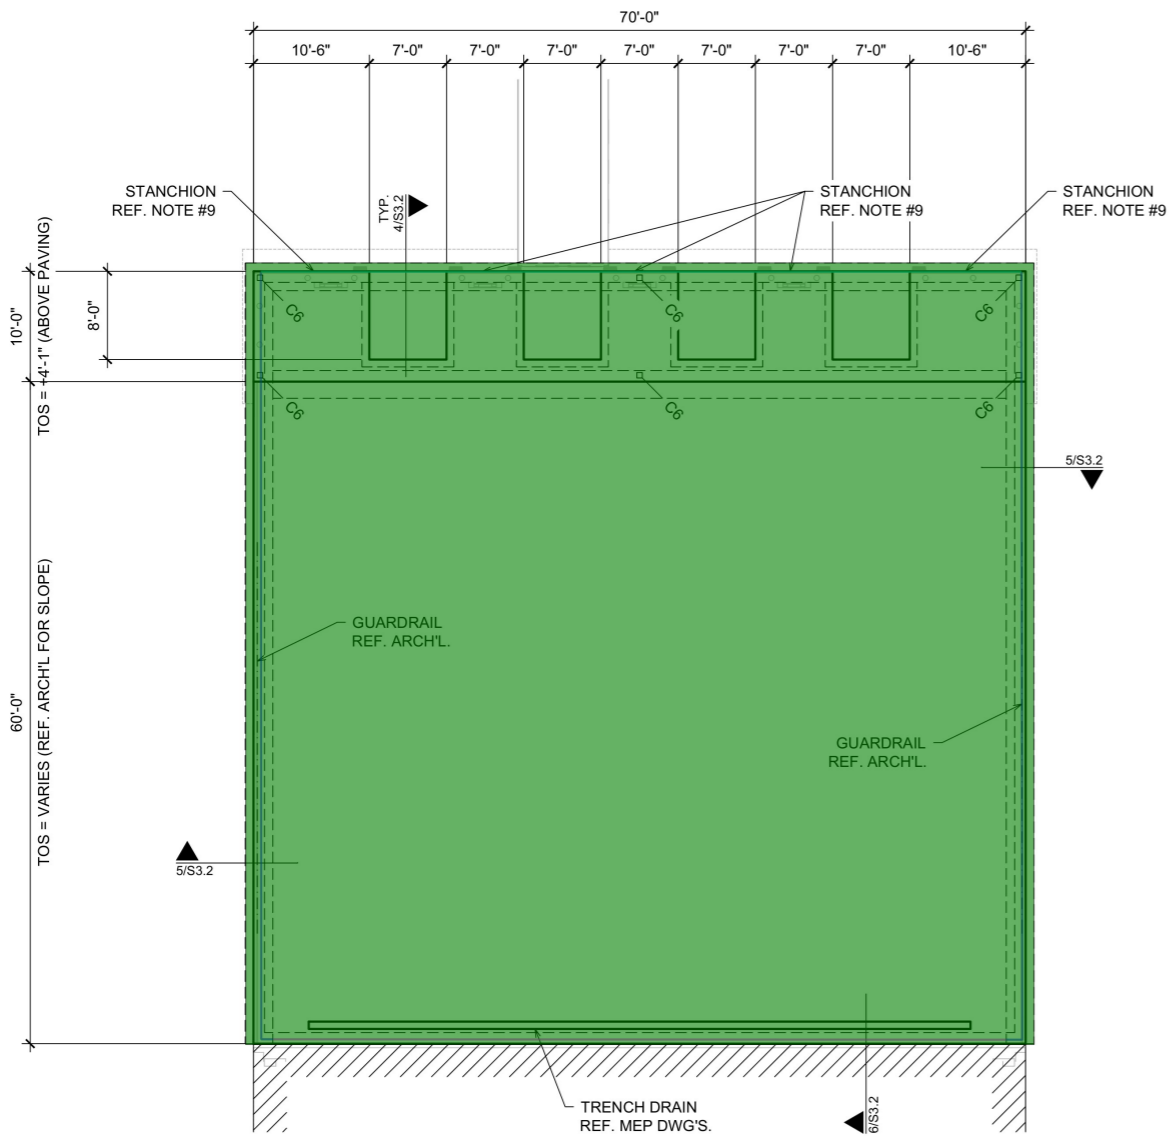 70'-0"
10'-6"
7'-0"
7'-0"
7'-0"
7'-0"
7'-0"
7'-0"
7'-0"
10'-6"
STANCHION
REF. NOTE #9
TYP.
4/S3.2
STANCHION
REF. NOTE #9
STANCHION
REF. NOTE #9
10'-0"
TOS = +4'-1" (ABOVE PAVING)
8'-0"
C6
C6
C6
C6
C6
C6
5/S3.2
60'-0"
TOS = VARIES (REF. ARCH'L FOR SLOPE)
GUARDRAIL
REF. ARCH'L.
GUARDRAIL
REF. ARCH'L.
5/S3.2
TRENCH DRAIN
REF. MEP DWG'S.
6/S3.2